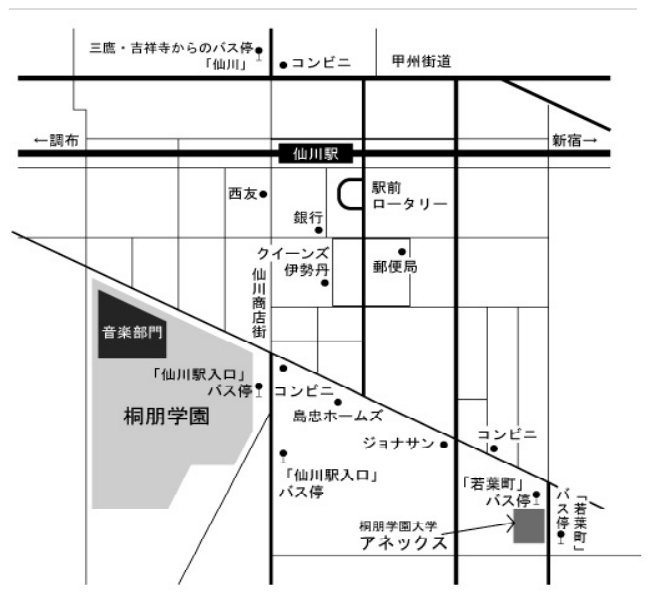 三鷹・吉祥寺からのバス停
「仙川」
コンビニ
甲州街道
←調布
仙川駅
新宿→
西友
駅前
ロータリー
銀行
クイーンズ
伊勢丹
郵便局
仙川商店街
音楽部門
「仙川駅入口」
バス停
コンビニ
桐朋学園
島忠ホームズ
ジョナサン
コンビニ
「仙川駅入口」
バス停
「若葉町」
バス停
「若葉町」
バス停
桐朋学園大学
アネックス